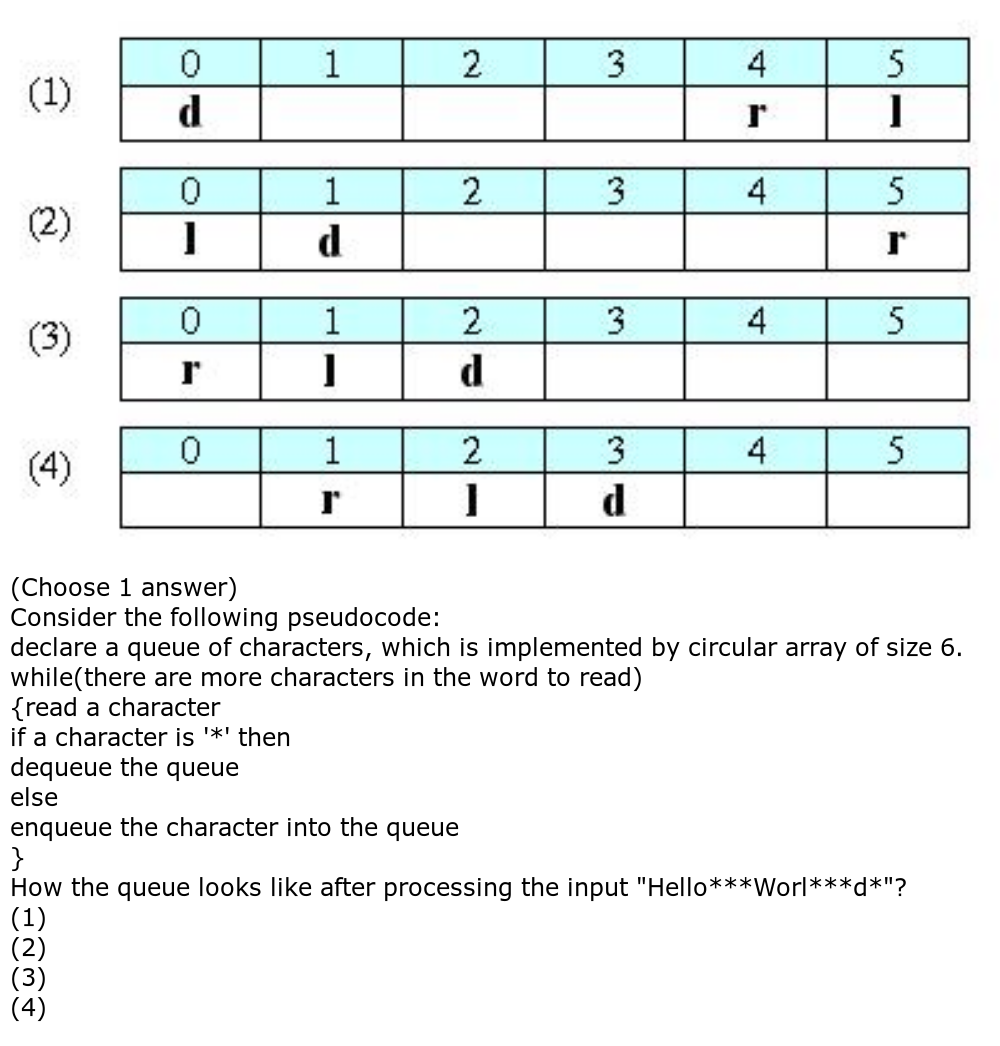 (1) 0 1 2 3 4 5
d r l
(2) 0 1 2 3 4 5
l d r
(3) 0 1 2 3 4 5
r l d
(4) 0 1 2 3 4 5
r l d
(Choose 1 answer)
Consider the following pseudocode:
declare a queue of characters, which is implemented by circular array of size 6.
while(there are more characters in the word to read)
{read a character
if a character is '*' then
dequeue the queue
else
enqueue the character into the queue
}
How the queue looks like after processing the input "Hello***Worl***d*"?
(1)
(2)
(3)
(4)